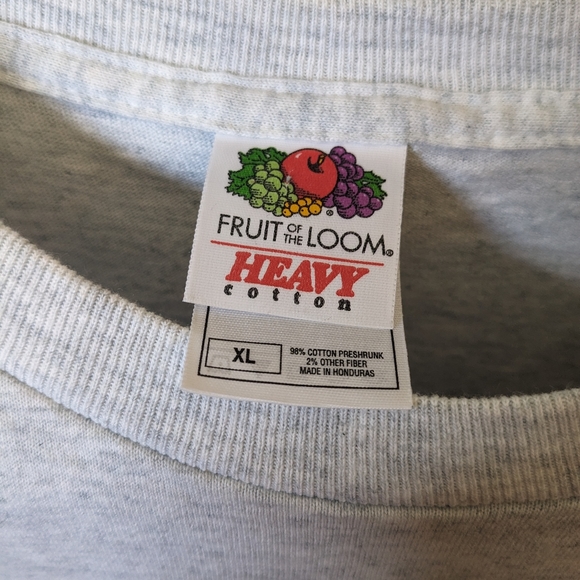 FRUIT OF THE LOOM®
HEAVY
cotton
XL
98% COTTON PRESHRUNK
2% OTHER FIBER
MADE IN HONDURAS